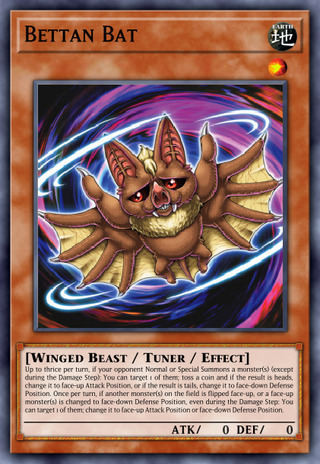 Bettan Bat
EARTH
地
[Winged Beast / Tuner / Effect]
Up to thrice per turn, if your opponent Normal or Special Summons a monster(s) (except
during the Damage Step): You can target 1 of them; toss a coin and if the result is heads,
change it to face-up Attack Position, or if the result is tails, change it to face-down Defense
Position. Once per turn, if another monster(s) on the field is flipped face-up, or a face-up
monster(s) is changed to face-down Defense Position, even during the Damage Step: You
can target 1 of them; change it to face-up Attack Position or face-down Defense Position.
ATK/ 0 DEF/ 0